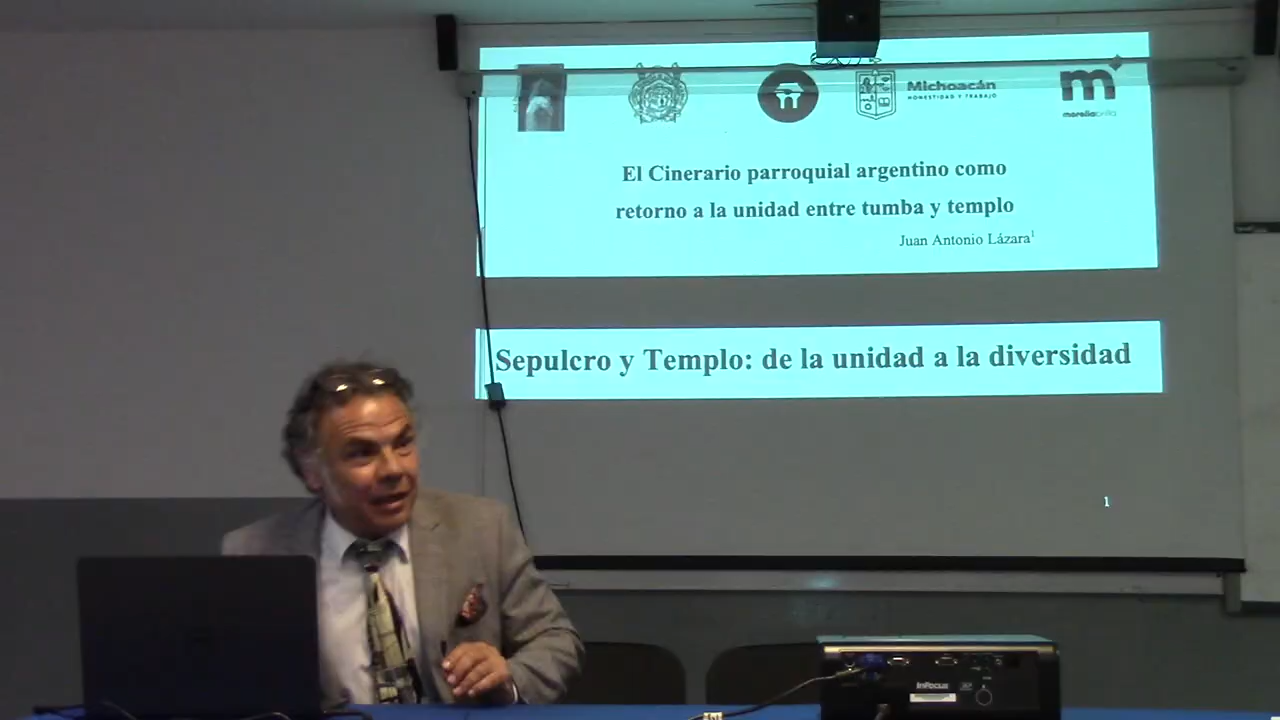 Michoacán
HONESTIDAD Y TRABAJO
m
morelia brilla
El Cinerario parroquial argentino como
retorno a la unidad entre tumba y templo
Juan Antonio Lázara1
Sepulcro y Templo: de la unidad a la diversidad
1
InFocus